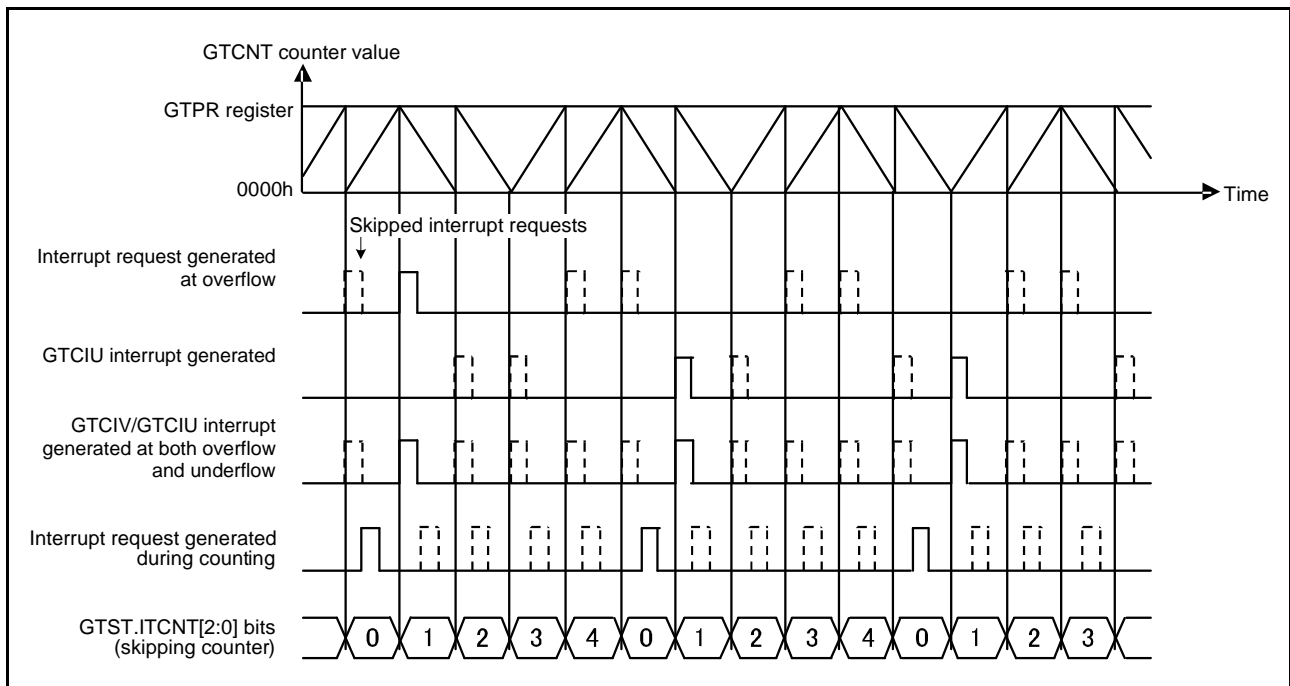 GTCNT counter value
GTPR register
0000h
Time
Skipped interrupt requests
Interrupt request generated
at overflow
GTCIU interrupt generated
GTCIV/GTCIU interrupt
generated at both overflow
and underflow
Interrupt request generated
during counting
GTST.ITCNT[2:0] bits
(skipping counter)
0 1 2 3 4 0 1 2 3 4 0 1 2 3